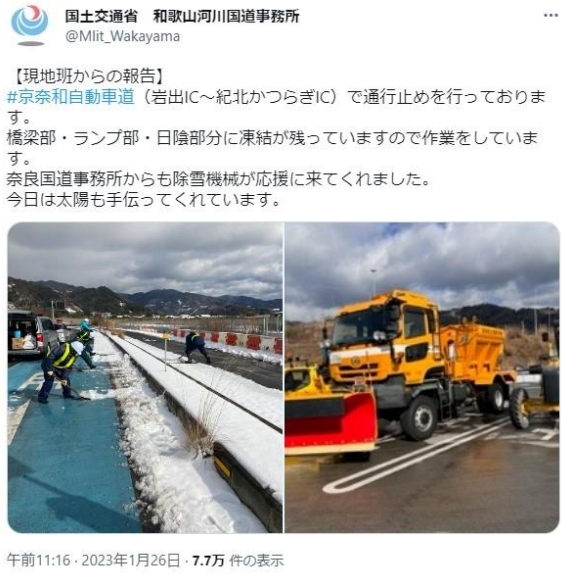 国土交通省　和歌山河川国道事務所
@Mlit_Wakayama
【現地班からの報告】
#京奈和自動車道（岩出IC～紀北かつらぎIC）で通行止めを行っておりま
す。
橋梁部・ランプ部・日陰部分に凍結が残っていますので作業をしていま
す。
奈良国道事務所からも除雪機械が応援に来てくれました。
今日は太陽も手伝ってくれています。
午前11:16 · 2023年1月26日 · 7.7万 件の表示